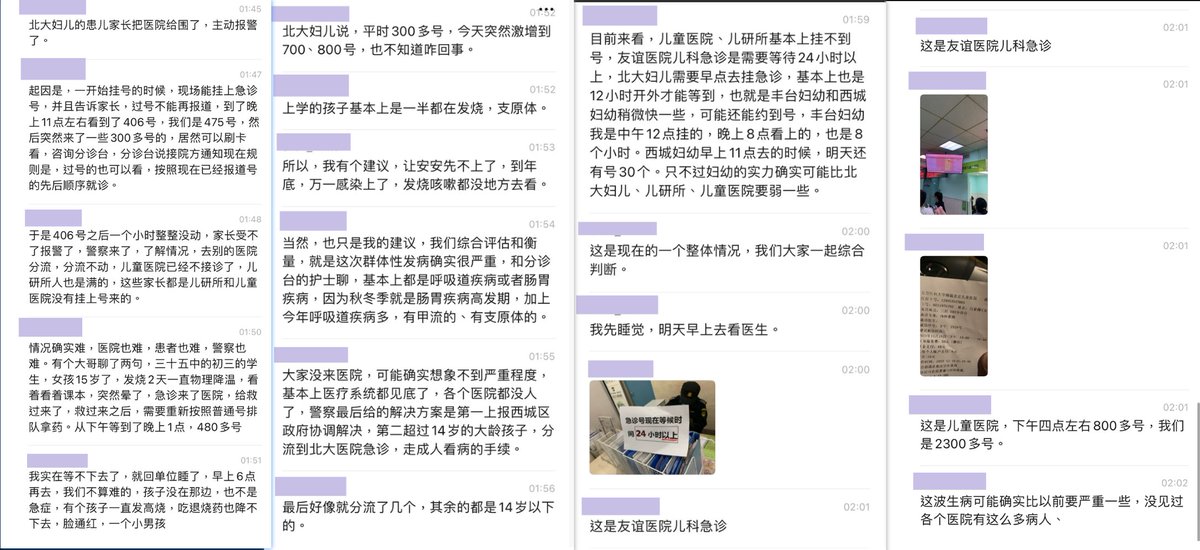 01:45
北大妇儿的患儿家长把医院给围了，主动报警
了。
01:47
起因是，一开始挂号的时候，现场能挂上急诊
号，并且告诉家长，过号不能再报道，到了晚
上11点左右看到了406号，我们是475号，然
后突然来了一些300多号的，居然可以刷卡
看，咨询分诊台，分诊台说接院方通知现在规
则是，过号的也可以看，按照现在已经报道号
的先后顺序就诊。
01:48
于是406号之后一个小时整整没动，家长受不
了报警了，警察来了，了解情况，去别的医院
分流，分流不动，儿童医院已经不接诊了，儿
研所人也是满的，这些家长都是儿研所和儿童
医院没有挂上号来的。
01:50
情况确实难，医院也难，患者也难，警察也
难。有个大哥聊了两句，三十五中的初三的学
生，女孩15岁了，发烧2天一直物理降温，看
着看着课本，突然晕了，急诊来了医院，给救
过来了，救过来之后，需要重新按照普通号排
队拿药。从下午等到了晚上1点，480多号
01:51
我实在等不下去了，就回单位睡了，早上6点
再去，我们不算难的，孩子没在那边，也不是
急症，有个孩子一直发高烧，吃退烧药也降不
下去，脸通红，一个小男孩
01:52
北大妇儿说，平时300多号，今天突然激增到
700、800号，也不知道咋回事。
01:52
上学的孩子基本上是一半都在发烧，支原体。
01:53
所以，我有个建议，让安安先不上了，到年
底，万一感染上了，发烧咳嗽都没地方去看。
01:54
当然，也只是我的建议，我们综合评估和衡
量，就是这次群体性发病确实很严重，和分诊
台的护士聊，基本上都是呼吸道疾病或者肠胃
疾病，因为秋冬季就是肠胃疾病高发期，加上
今年呼吸道疾病多，有甲流的、有支原体的。
01:55
大家没来医院，可能确实想象不到严重程度，
基本上医疗系统都见底了，各个医院都没人
了，警察最后给的解决方案是第一上报西城区
政府协调解决，第二超过14岁的大龄孩子，分
流到北大医院急诊，走成人看病的手续。
01:56
最后好像就分流了几个，其余的都是14岁以下
的。
01:59
目前来看，儿童医院、儿研所基本上挂不到
号，友谊医院儿科急诊是需要等待24小时以
上，北大妇儿需要早点去挂急诊，基本上也是
12小时开外才能等到，也就是丰台妇幼和西城
妇幼稍微快一些，可能还能约到号，丰台妇幼
我是中午12点挂的，晚上8点看上的，也是8
个小时。西城妇幼早上11点去的时候，明天还
有号30个。只不过妇幼的实力确实可能比北
大妇儿、儿研所、儿童医院要弱一些。
02:00
这是现在的一个整体情况，我们大家一起综合
判断。
02:00
我先睡觉，明天早上去看医生。
02:00
急诊号现在等候时
间24小时以上
02:01
这是友谊医院儿科急诊
02:01
这是友谊医院儿科急诊
02:01
02:01
02:01
这是儿童医院，下午四点左右800多号，我们
是2300多号。
02:02
这波生病可能确实比以前要严重一些，没见过
各个医院有这么多病人、